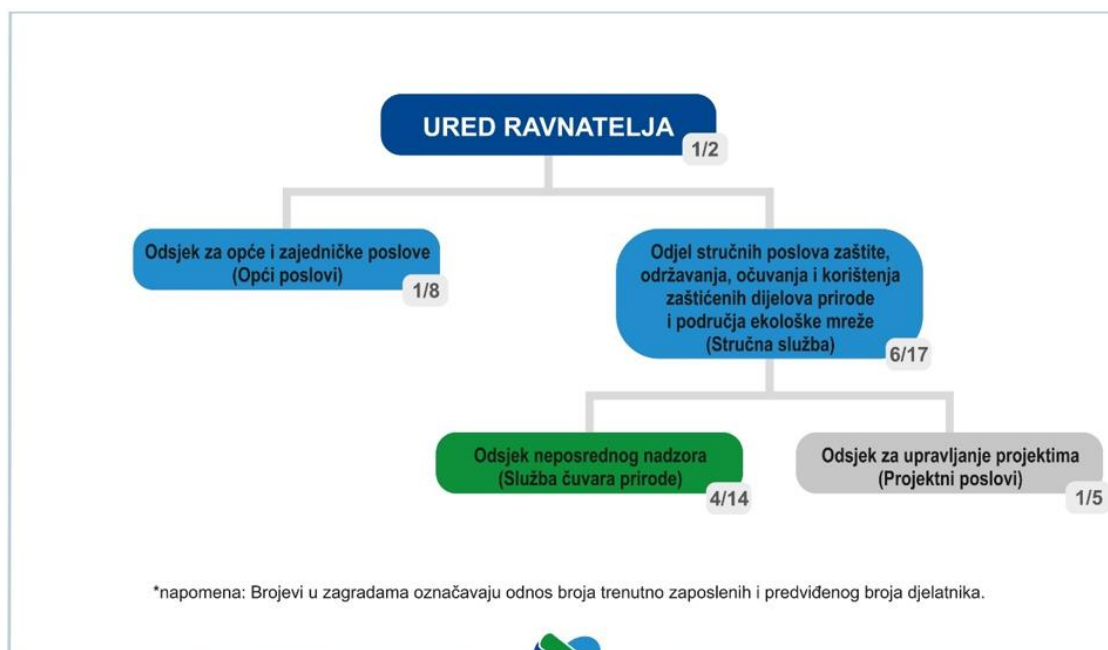 URED RAVNATELJA
1/2
Odsjek za opće i zajedničke poslove
(Opći poslovi)
1/8
Odjel stručnih poslova zaštite,
održavanja, očuvanja i korištenja
zaštićenih dijelova prirode
i područja ekološke mreže
(Stručna služba)
6/17
Odsjek neposrednog nadzora
(Služba čuvara prirode)
4/14
Odsjek za upravljanje projektima
(Projektni poslovi)
1/5
*napomena: Brojevi u zagradama označavaju odnos broja trenutno zaposlenih i predviđenog broja djelatnika.